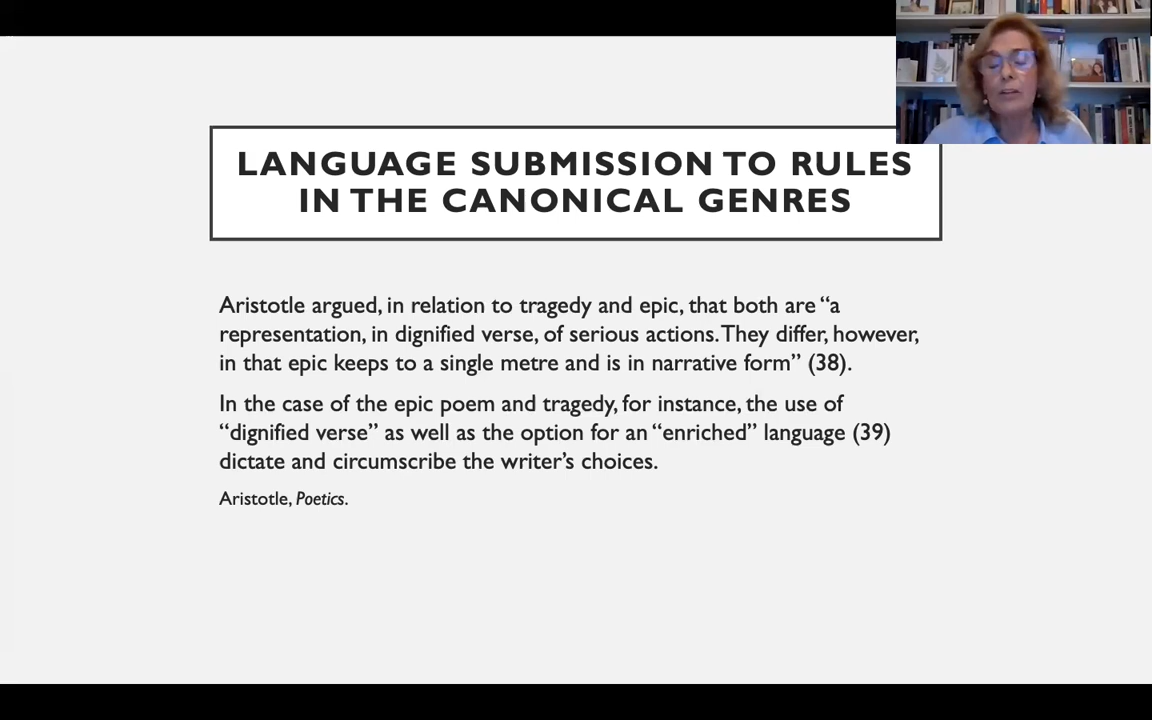 LANGUAGE SUBMISSION TO RULES
IN THE CANONICAL GENRES
Aristotle argued, in relation to tragedy and epic, that both are “a
representation, in dignified verse, of serious actions. They differ, however,
in that epic keeps to a single metre and is in narrative form” (38).
In the case of the epic poem and tragedy, for instance, the use of
“dignified verse” as well as the option for an “enriched” language (39)
dictate and circumscribe the writer’s choices.
Aristotle, Poetics.